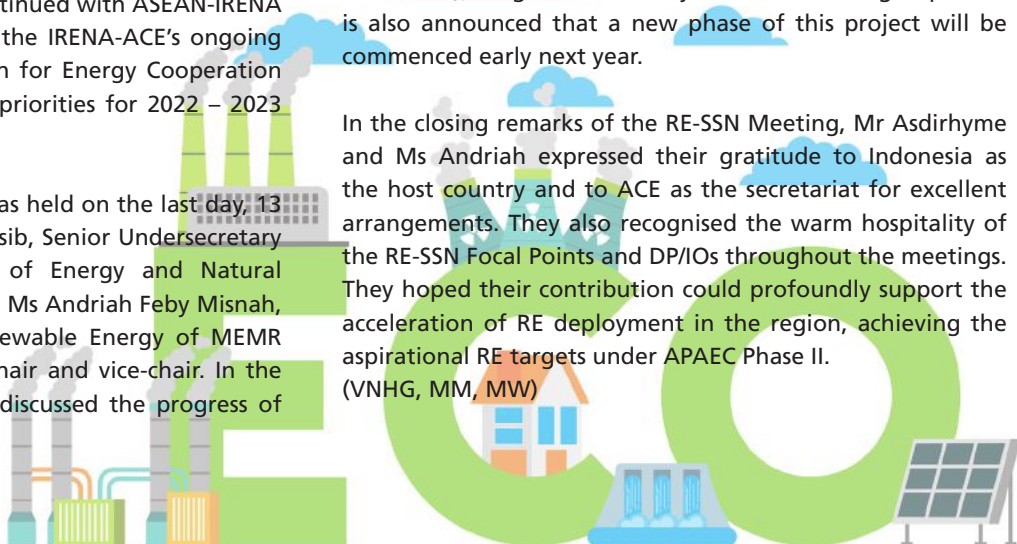 tinued with ASEAN-IRENA
the IRENA-ACE's ongoing
for Energy Cooperation
priorities for 2022 – 2023
as held on the last day, 13
sib, Senior Undersecretary
of Energy and Natural
Ms Andriah Feby Misnah,
ewable Energy of MEMR
hair and vice-chair. In the
discussed the progress of
is also announced that a new phase of this project will be
commenced early next year.
In the closing remarks of the RE-SSN Meeting, Mr Asdirhyme
and Ms Andriah expressed their gratitude to Indonesia as
the host country and to ACE as the secretariat for excellent
arrangements. They also recognised the warm hospitality of
the RE-SSN Focal Points and DP/IOs throughout the meetings.
They hoped their contribution could profoundly support the
acceleration of RE deployment in the region, achieving the
aspirational RE targets under APAEC Phase II.
(VNHG, MM, MW)
ECO